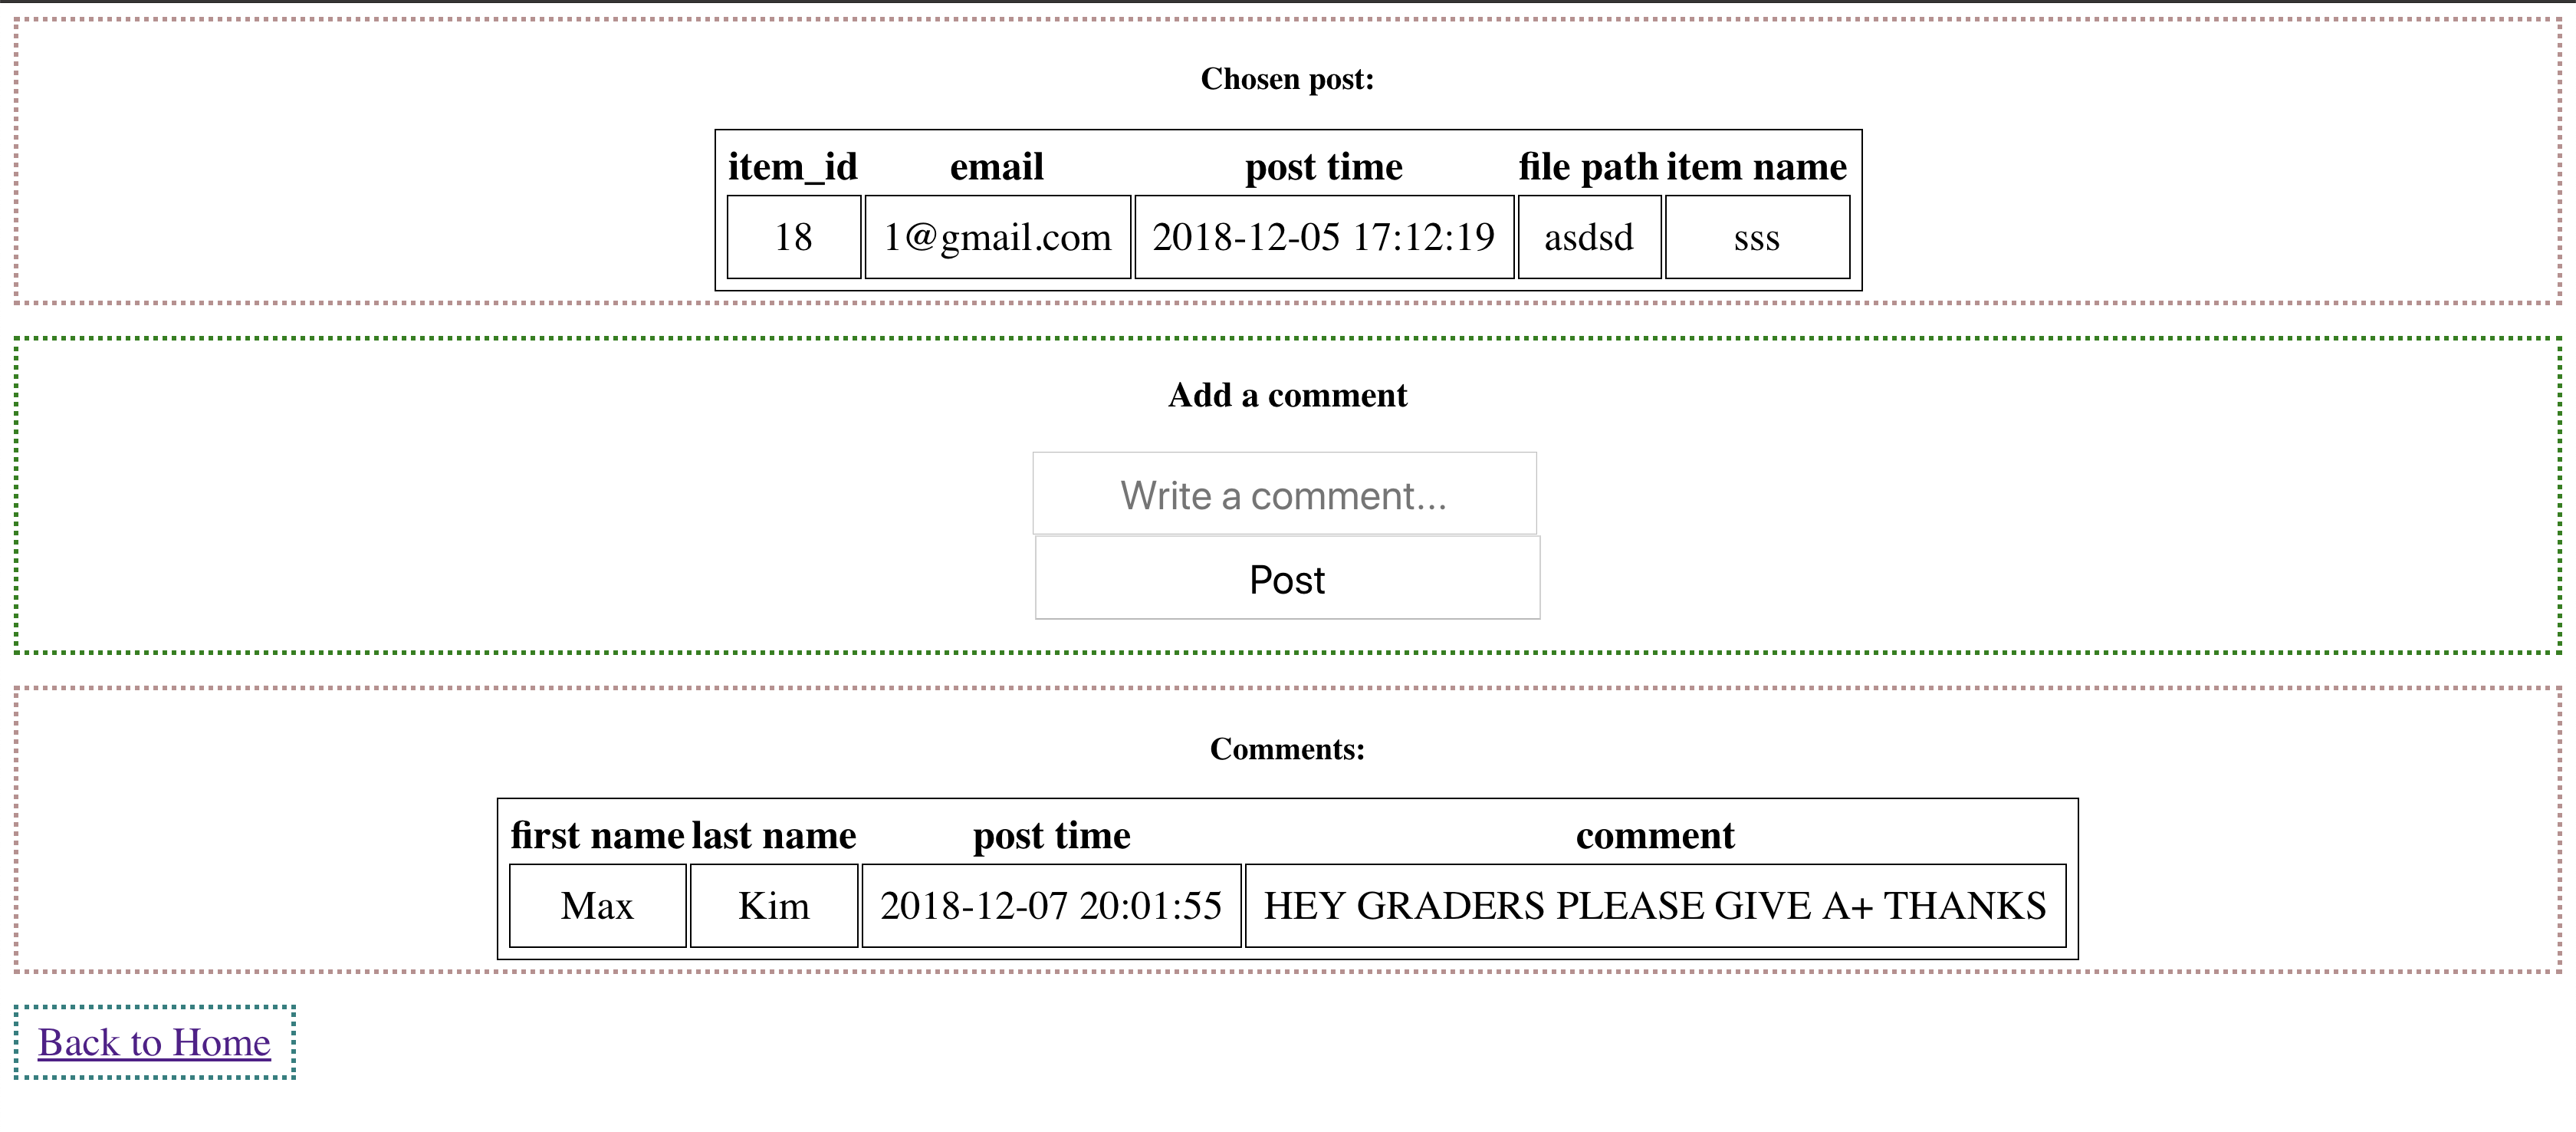 Chosen post:
item_id email post time file path item name
18 1@gmail.com 2018-12-05 17:12:19 asdsd sss
Add a comment
Write a comment...
Post
Comments:
first name last name post time comment
Max Kim 2018-12-07 20:01:55 HEY GRADERS PLEASE GIVE A+ THANKS
Back to Home